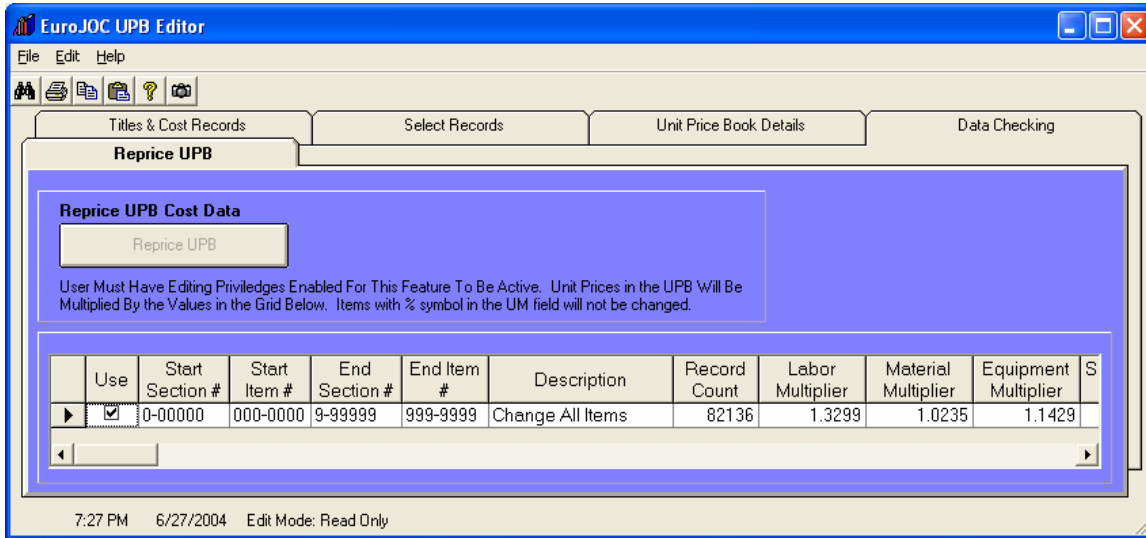 EuroJOC UPB Editor
File Edit Help
Titles & Cost Records Select Records Unit Price Book Details Data Checking
Reprice UPB
Reprice UPB Cost Data
Reprice UPB
User Must Have Editing Priviledges Enabled For This Feature To Be Active. Unit Prices in the UPB Will Be
Multiplied By the Values in the Grid Below. Items with % symbol in the UM field will not be changed.
Use Start Section # Start Item # End Section # End Item # Description Record Count Labor Multiplier Material Multiplier Equipment Multiplier S
0-00000 000-0000 9-99999 999-9999 Change All Items 82136 1.3299 1.0235 1.1429
7:27 PM 6/27/2004 Edit Mode: Read Only